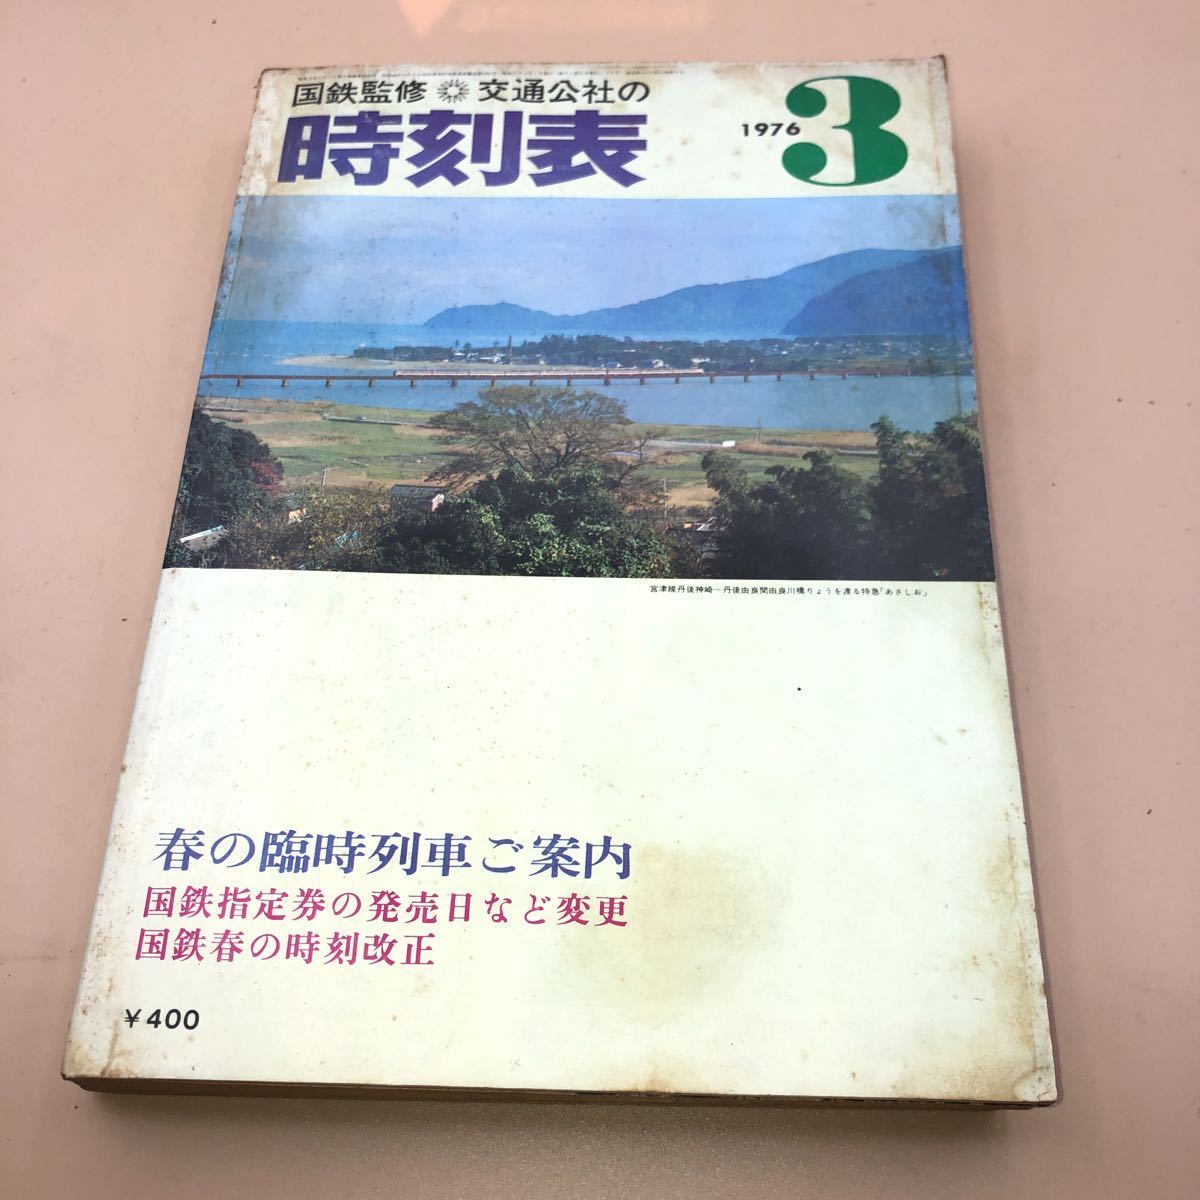 国鉄監修 交通公社の
時刻表
1976 3
宮津線丹後神崎～丹後由良間由良川橋りょうを渡る特急「あさしお」
春の臨時列車ご案内
国鉄指定券の発売日など変更
国鉄春の時刻改正
￥400